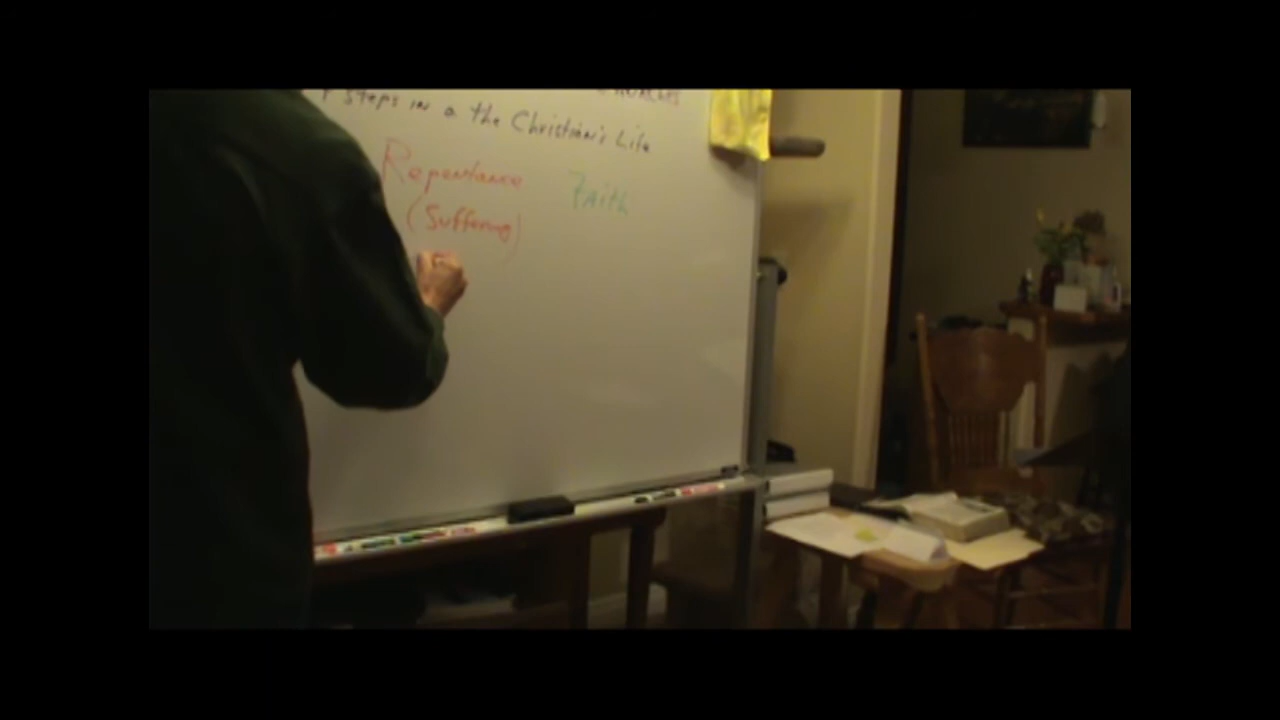 Steps in a the Christian's Life
Repentance Faith
(Suffering)